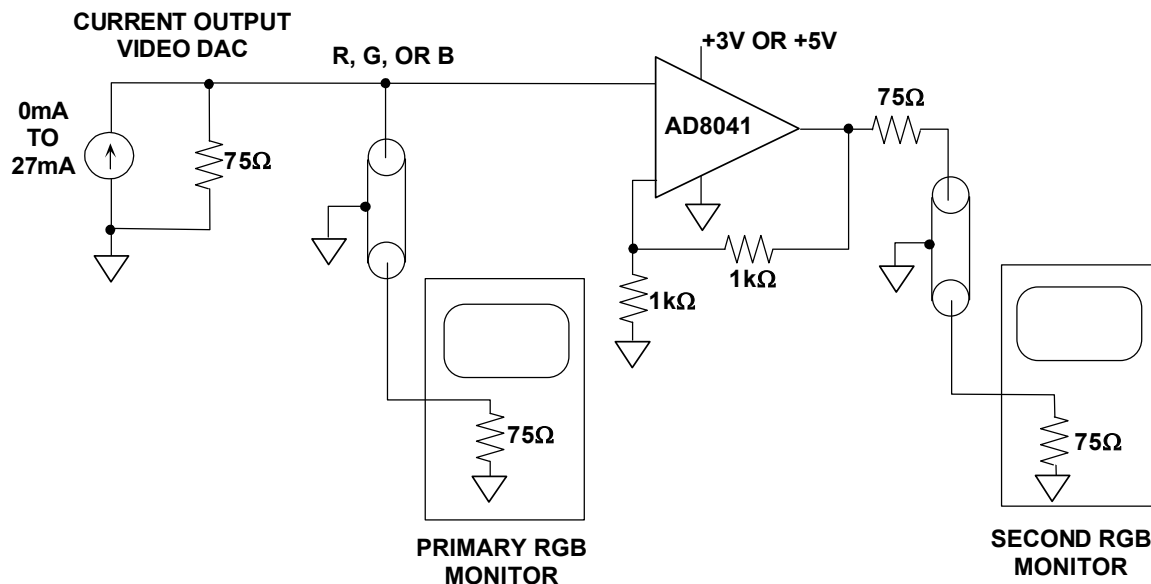 CURRENT OUTPUT
VIDEO DAC
R, G, OR B
+3V OR +5V
0mA
TO
27mA
75Ω
AD8041
75Ω
1kΩ
1kΩ
75Ω
75Ω
PRIMARY RGB
MONITOR
SECOND RGB
MONITOR